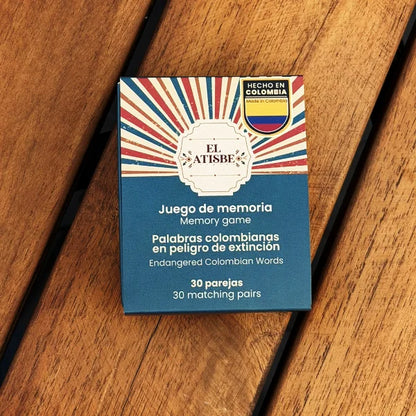 HECHO EN
COLOMBIA
Made in Colombia
EL
ATISBE
Juego de memoria
Memory game
Palabras colombianas
en peligro de extinción
Endangered Colombian Words
30 parejas
30 matching pairs